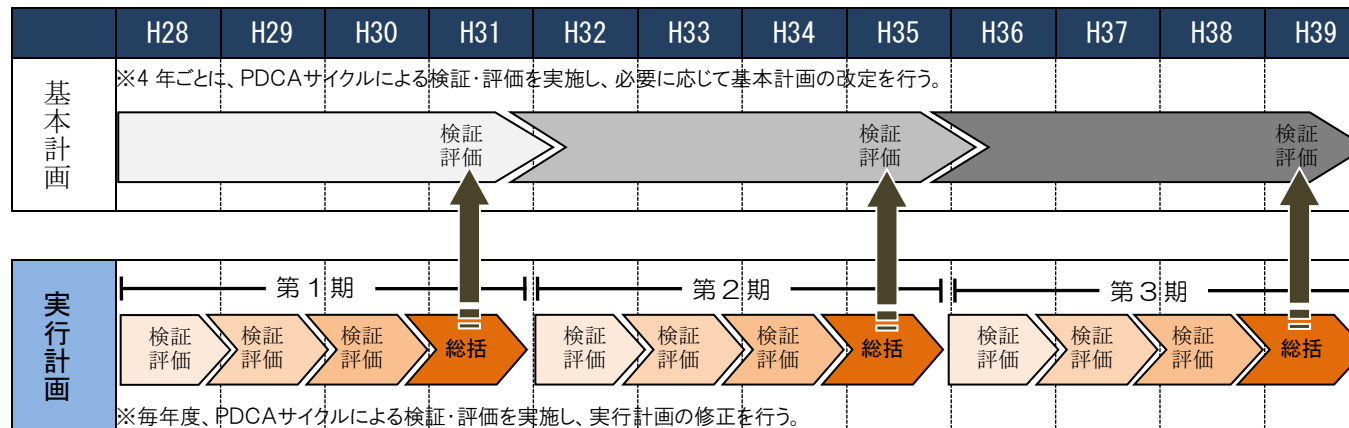 H28 H29 H30 H31 H32 H33 H34 H35 H36 H37 H38 H39
基本計画
※4 年ごとに、PDCAサイクルによる検証・評価を実施し、必要に応じて基本計画の改定を行う。
検証 検証 検証
評価 評価 評価
実行計画
第1期 第2期 第3期
検証 検証 検証 総括 検証 検証 検証 総括 検証 検証 検証 総括
評価 評価 評価 評価 評価 評価 評価 評価 評価
※毎年度、PDCAサイクルによる検証・評価を実施し、実行計画の修正を行う。